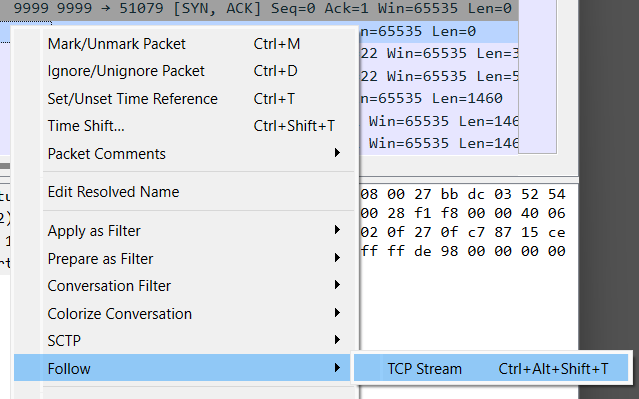 9999 9999 → 51079 [SYN, ACK] Seq=0 Ack=1 Win=65535 Len=0
n=65535 Len=0
Mark/Unmark Packet Ctrl+M
22 Win=65535 Len=3
Ignore/Unignore Packet Ctrl+D
22 Win=65535 Len=5
Set/Unset Time Reference Ctrl+T
n=65535 Len=1460
Time Shift... Ctrl+Shift+T
Win=65535 Len=146
Packet Comments
Win=65535 Len=146
Edit Resolved Name
08 00 27 bb dc 03 52 54
00 28 f1 f8 00 00 40 06
Apply as Filter
02 0f 27 0f c7 87 15 ce
Prepare as Filter
ff ff de 98 00 00 00 00
Conversation Filter
Colorize Conversation
SCTP
Follow
TCP Stream Ctrl+Alt+Shift+T